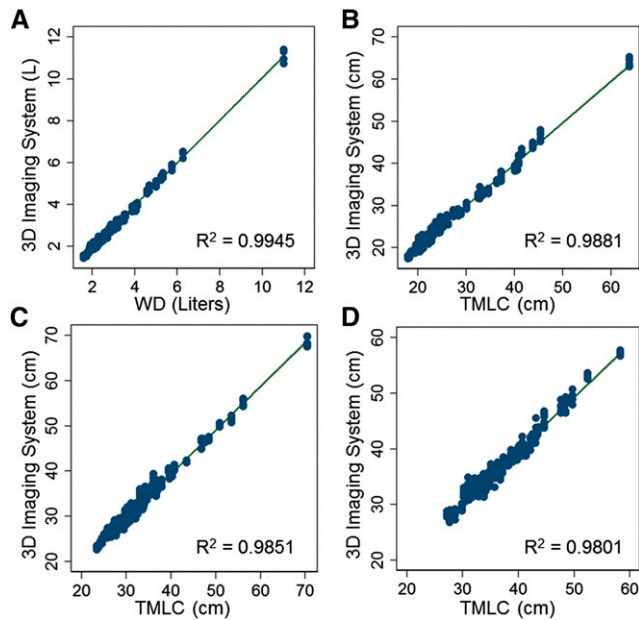 A
3D Imaging System (L)
12
10
8
6
4
2
R² = 0.9945
2 4 6 8 10 12
WD (Liters)
B
3D Imaging System (cm)
70
60
50
40
30
20
R² = 0.9881
20 30 40 50 60
TMLC (cm)
C
3D Imaging System (cm)
70
60
50
40
30
20
R² = 0.9851
20 30 40 50 60 70
TMLC (cm)
D
3D Imaging System (cm)
60
50
40
30
20
R² = 0.9801
20 30 40 50 60
TMLC (cm)